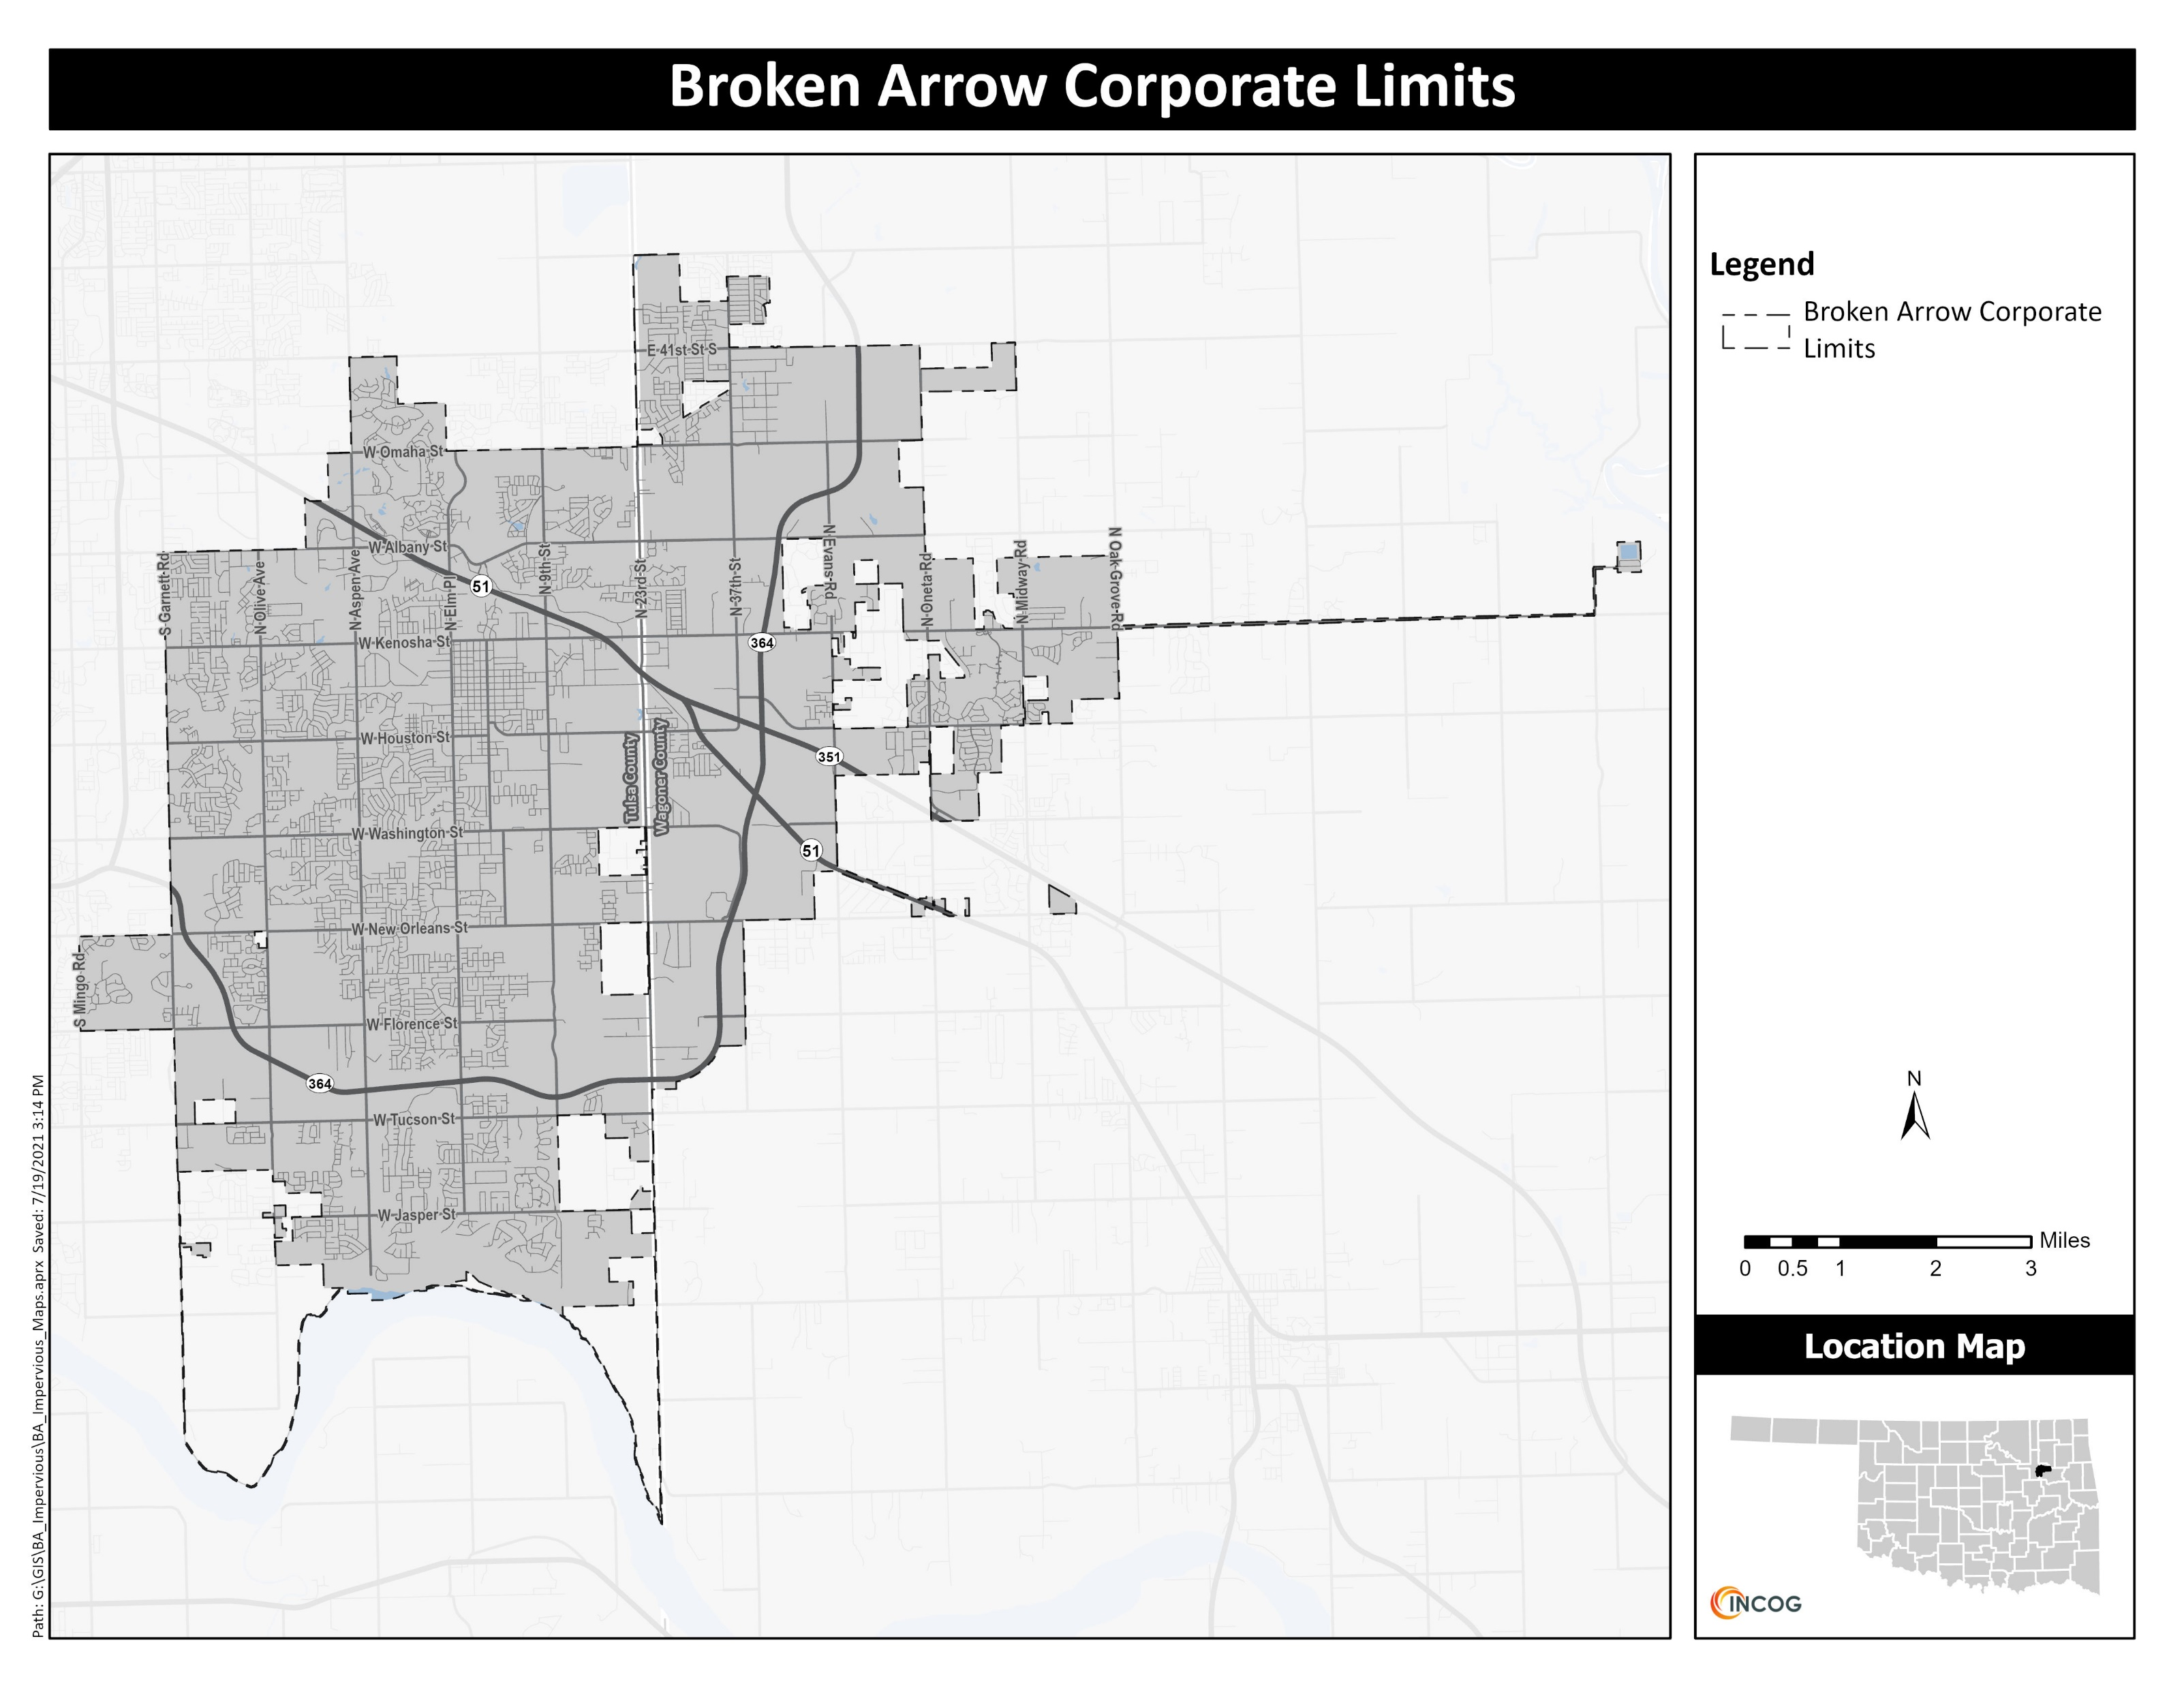 Broken Arrow Corporate Limits
E 41st St S
W Omaha St
W Albany St
S Garnett Rd
N Olive Ave
N Aspen Ave
N Elm Pl
N 9th St
N 23rd St
N 37th St
N Evans Rd
N Oneta Rd
N Midway Rd
N Oak Grove Rd
51
364
W Kenosha St
W Houston St
Tulsa County
Wagoner County
351
W Washington St
51
W New Orleans St
S Mingo Rd
W Florence St
364
W Tucson St
W Jasper St
Legend
Broken Arrow Corporate
Limits
N
Miles
0 0.5 1 2 3
Location Map
INCOG
Path: G:\GIS\BA_Impervious\BA_Impervious_Maps.aprx Saved: 7/19/2021 3:14 PM